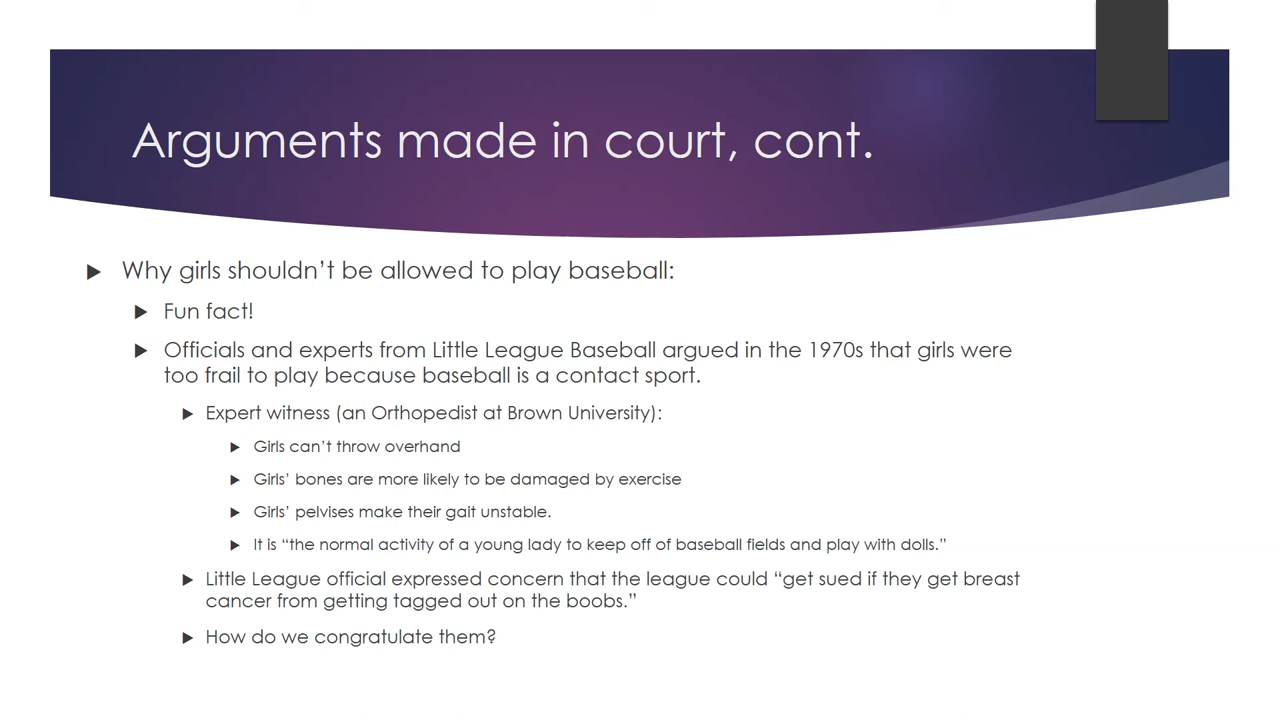 Arguments made in court, cont.
Why girls shouldn’t be allowed to play baseball:
Fun fact!
Officials and experts from Little League Baseball argued in the 1970s that girls were
too frail to play because baseball is a contact sport.
Expert witness (an Orthopedist at Brown University):
Girls can’t throw overhand
Girls’ bones are more likely to be damaged by exercise
Girls’ pelvises make their gait unstable.
It is “the normal activity of a young lady to keep off of baseball fields and play with dolls.”
Little League official expressed concern that the league could “get sued if they get breast
cancer from getting tagged out on the boobs.”
How do we congratulate them?